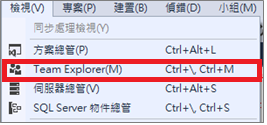 檢視(V) 專案(P) 建置(B) 偵錯(D) 小組(M)
同步處理檢視(Y)
方案總管(P) Ctrl+Alt+L
Team Explorer(M) Ctrl+\, Ctrl+M
伺服器總管(V) Ctrl+Alt+S
SQL Server 物件總管 Ctrl+\, Ctrl+S